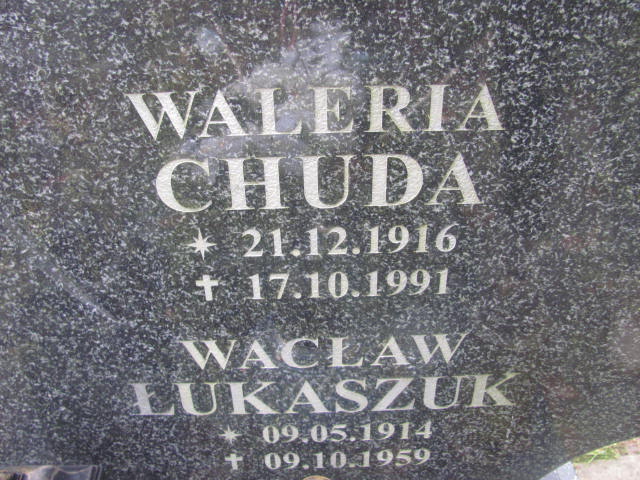 WALERIA
CHUDA
* 21.12.1916
✝ 17.10.1991
WACŁAW
ŁUKASZUK
* 09.05.1914
✝ 09.10.1959